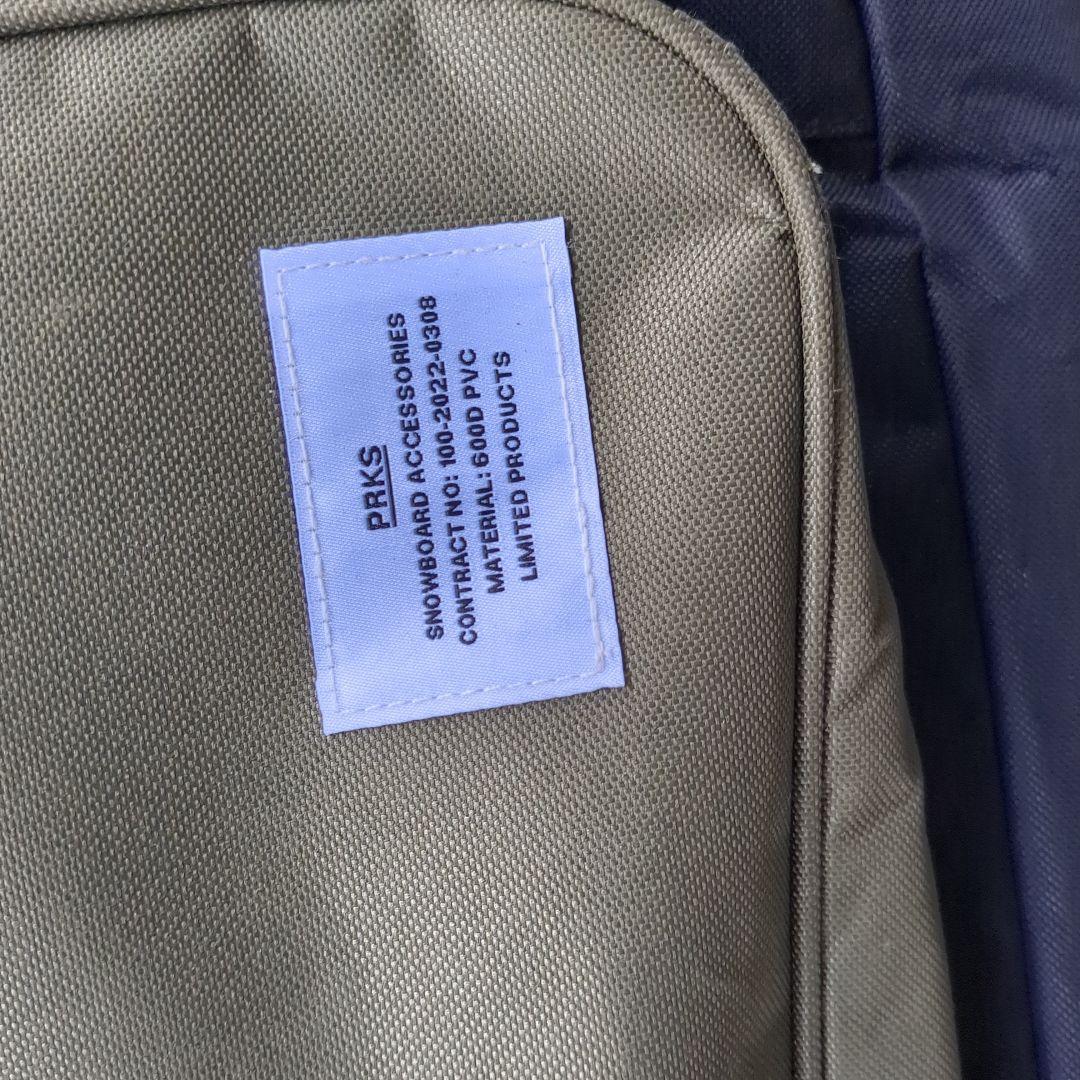 PRKS
SNOWBOARD ACCESSORIES
CONTRACT NO: 100-2022-0308
MATERIAL: 600D PVC
LIMITED PRODUCTS